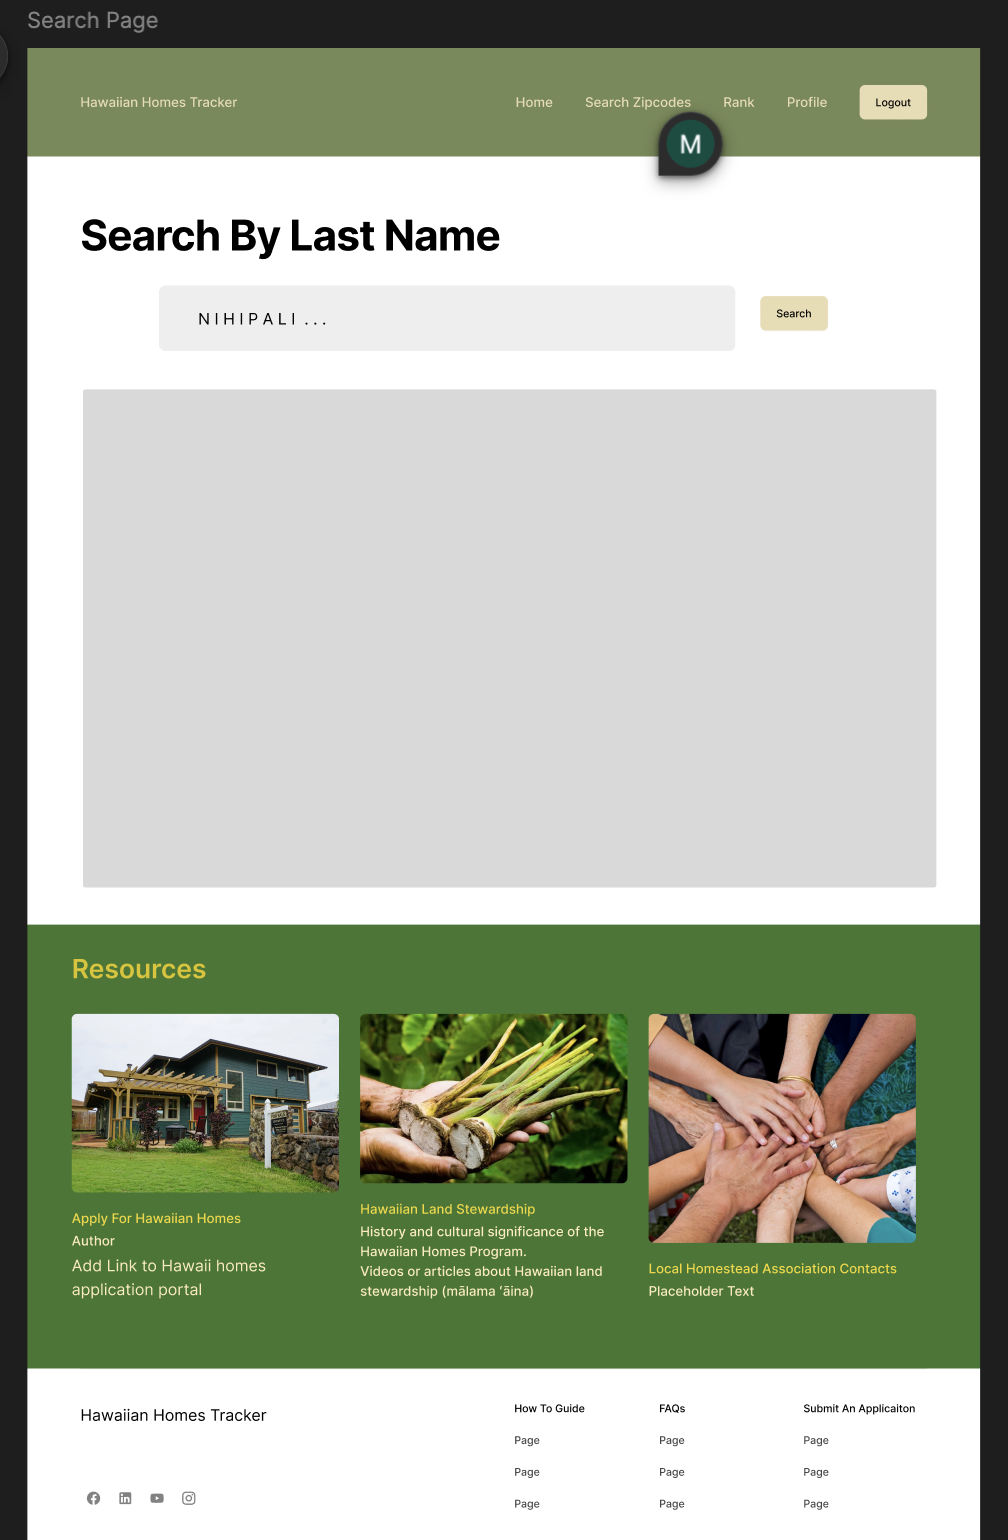 Search Page
Hawaiian Homes Tracker
Home
Search Zipcodes
Rank
Profile
Logout
M
Search By Last Name
NIHIPALI ...
Search
Resources
Apply For Hawaiian Homes
Author
Add Link to Hawaii homes
application portal
Hawaiian Land Stewardship
History and cultural significance of the
Hawaiian Homes Program.
Videos or articles about Hawaiian land
stewardship (mālama ʻāina)
Local Homestead Association Contacts
Placeholder Text
Hawaiian Homes Tracker
How To Guide
Page
Page
Page
FAQs
Page
Page
Page
Submit An Applicaiton
Page
Page
Page